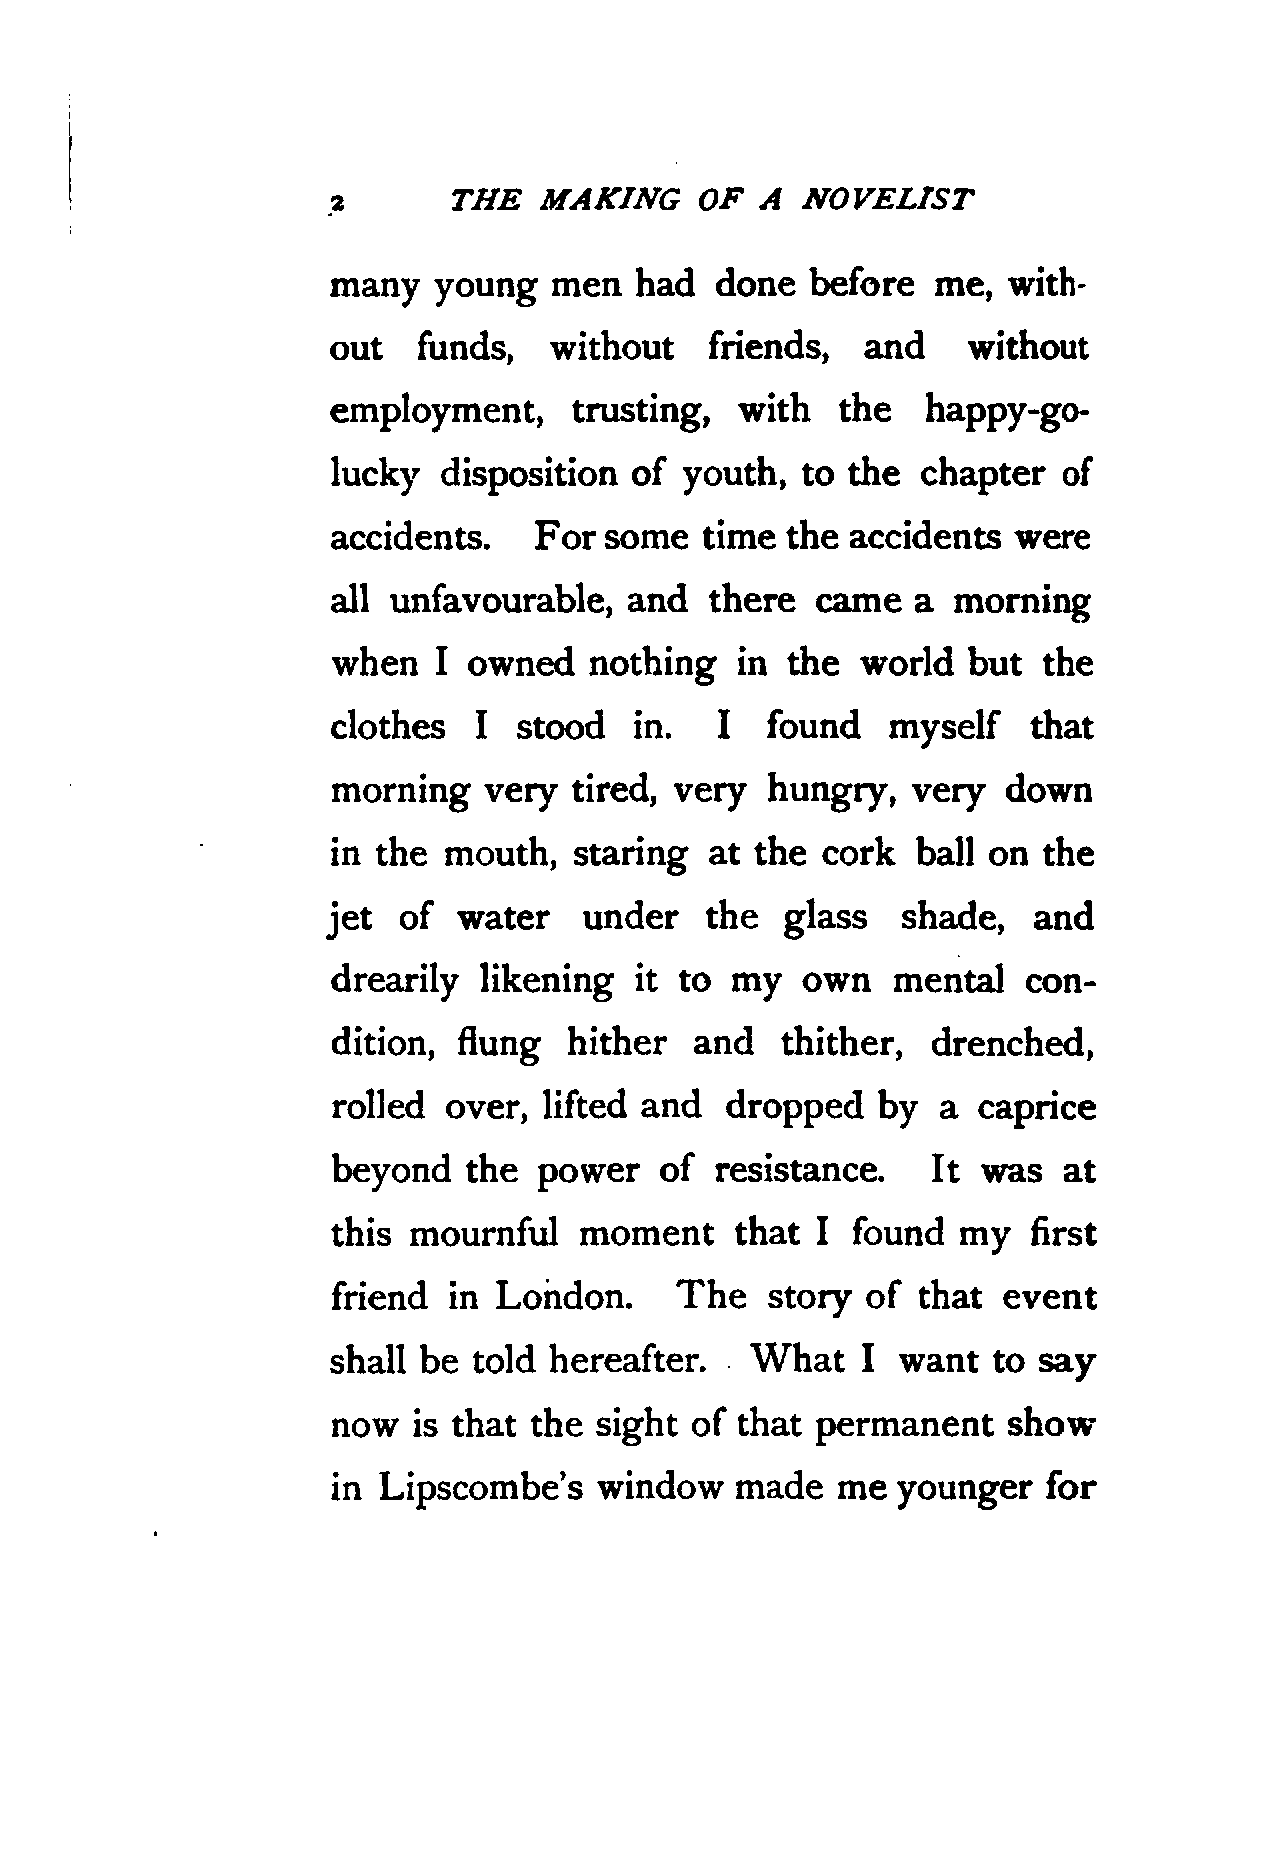 2 THE MAKING OF A NOVELIST
many young men had done before me, with-
out funds, without friends, and without
employment, trusting, with the happy-go-
lucky disposition of youth, to the chapter of
accidents. For some time the accidents were
all unfavourable, and there came a morning
when I owned nothing in the world but the
clothes I stood in. I found myself that
morning very tired, very hungry, very down
in the mouth, staring at the cork ball on the
jet of water under the glass shade, and
drearily likening it to my own mental con-
dition, flung hither and thither, drenched,
rolled over, lifted and dropped by a caprice
beyond the power of resistance. It was at
this mournful moment that I found my first
friend in London. The story of that event
shall be told hereafter. What I want to say
now is that the sight of that permanent show
in Lipscombe's window made me younger for